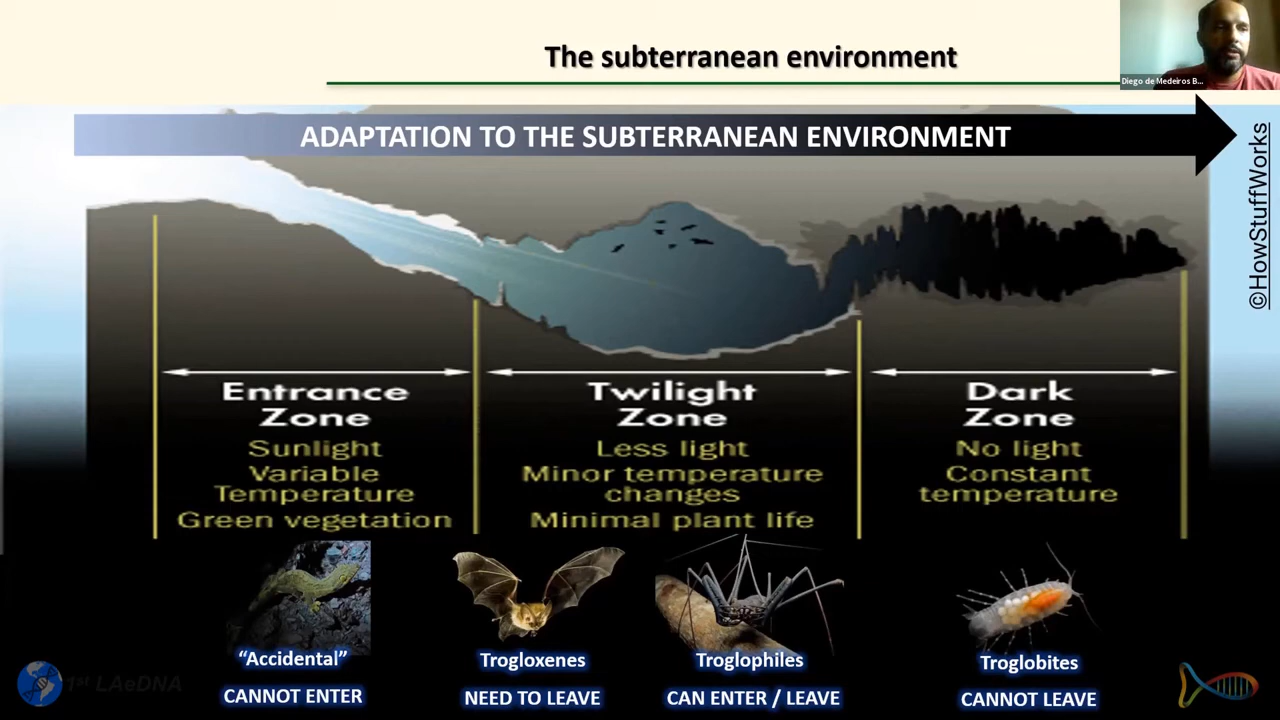 The subterranean environment
Diego de Medeiros B...
ADAPTATION TO THE SUBTERRANEAN ENVIRONMENT
©HowStuffWorks
Entrance
Zone
Sunlight
Variable
Temperature
Green vegetation
Twilight
Zone
Less light
Minor temperature
changes
Minimal plant life
Dark
Zone
No light
Constant
temperature
“Accidental”
CANNOT ENTER
Trogloxenes
NEED TO LEAVE
Troglophiles
CAN ENTER / LEAVE
Troglobites
CANNOT LEAVE
1st LAeDNA